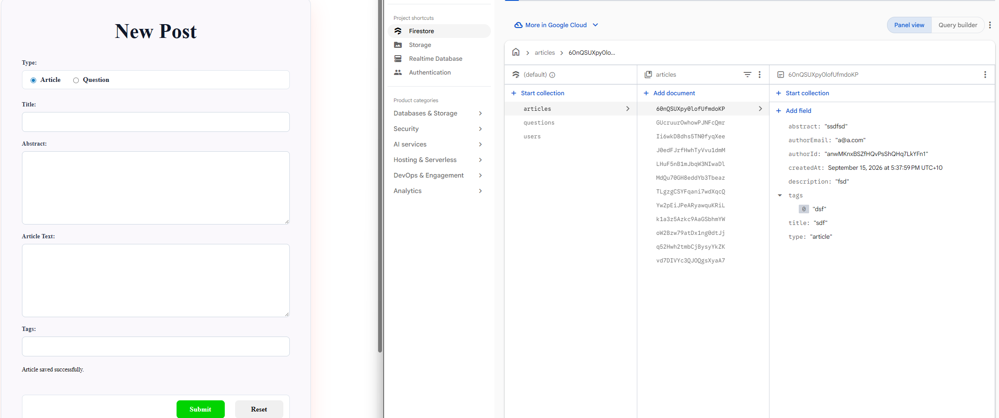 New Post
Type:
Article
Question
Title:
Abstract:
Article Text:
Tags:
Article saved successfully.
Submit
Reset
Project shortcuts
Firestore
Storage
Realtime Database
Authentication
Product categories
Databases & Storage
Security
AI services
Hosting & Serverless
DevOps & Engagement
Analytics
More in Google Cloud
Panel view
Query builder
articles
60nQSUXpy0lo...
(default)
Start collection
articles
questions
users
articles
Add document
60nQSUXpy0lofUfmdoKP
GUcruurOwhowPJNFcQmr
Ii6wkD8dhs5TN0fyqXee
J0edFJrfHwhTyVvu1dmM
LHuF5nB1mJbqW3NIwaDl
MdQu70GH8eddYb3Tbeaz
TLgzgCSYFqani7wdXqcQ
Yw2pEiJPeARyawquKRiL
k1a3z5Azkc9AaGSbhmYW
oW2Bzw79atDx1ng0dtJj
q52Hwh2tmbCjBysyYkZK
vd7DIVYc3QJOQgsXyaA7
60nQSUXpy0lofUfmdoKP
Start collection
Add field
abstract: "ssdfsd"
authorEmail: "a@a.com"
authorId: "anwMKnxBSZfHQvPsShQHq7LkYFn1"
createdAt: September 15, 2026 at 5:37:59 PM UTC+10
description: "fsd"
tags
0 "dsf"
title: "sdf"
type: "article"